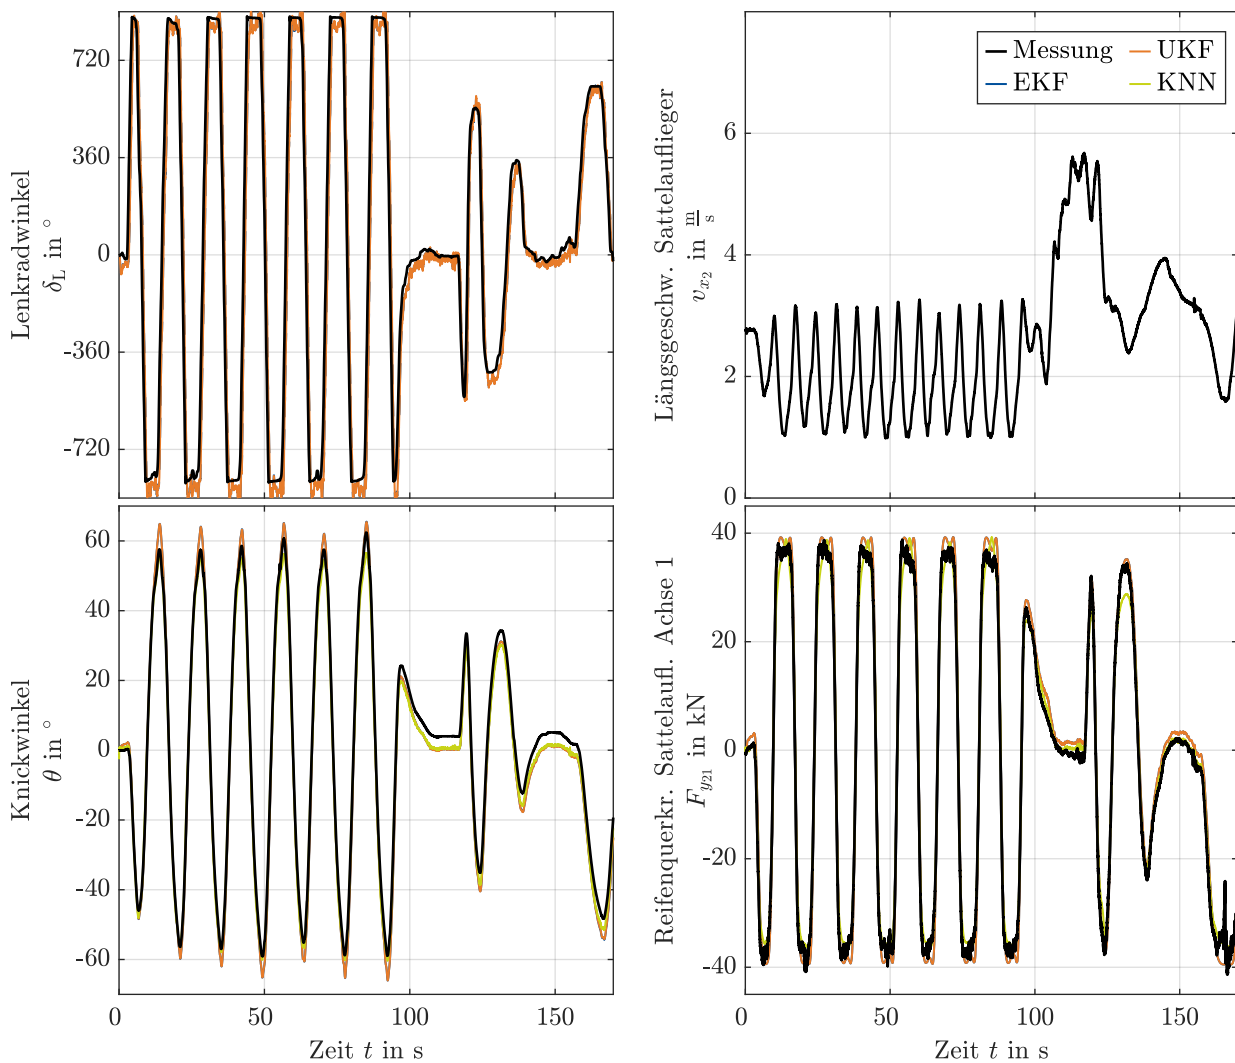 720
360
0
-360
-720
Lenkradwinkel
δL in °
6
4
2
0
Längsgeschw. Sattelauflieger
vx2 in m/s
Messung
EKF
UKF
KNN
60
40
20
0
-20
-40
-60
0
50
100
150
Knickwinkel
θ in °
Zeit t in s
40
20
0
-20
-40
0
50
100
150
Reifenquerkr. Sattelaufl. Achse 1
Fy21 in kN
Zeit t in s